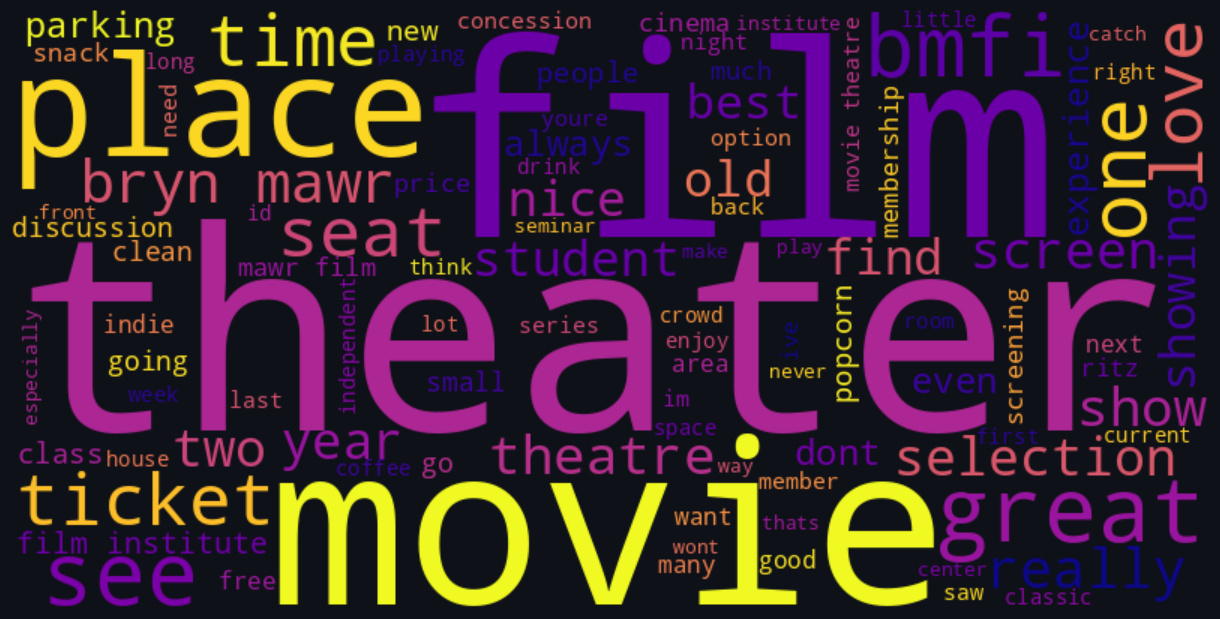 parking
time
new
concession
cinema
institute
little
catch
snack
long
playing
night
bmfi
experience
love
place
film
people
much
right
need
best
movie theatre
membership
one
youre
always
option
bryn mawr
price
drink
old
nice
back
front
id
discussion
seminar
seat
clean
student
make
play
find
screen
showing
mawr film
think
theater
especially
indie
independent
lot
series
crowd
popcorn
room
screening
going
enjoy
ive
next
area
never
ritz
week
small
even
last
im
show
space
class
house
two
year
coffee
go
theatre
way
dont
selection
first
current
ticket
movie
member
great
film institute
want
thats
wont
see
free
many
good
center
really
saw
classic